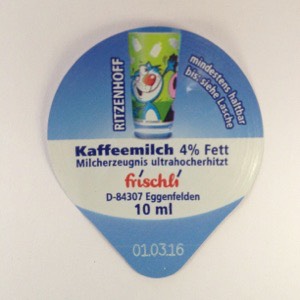 RITZENHOFF
mindestens haltbar
bis: siehe Lasche
Kaffeemilch 4% Fett
Milcherzeugnis ultrahocherhitzt
frischli
D-84307 Eggenfelden
10 ml
01.03.16